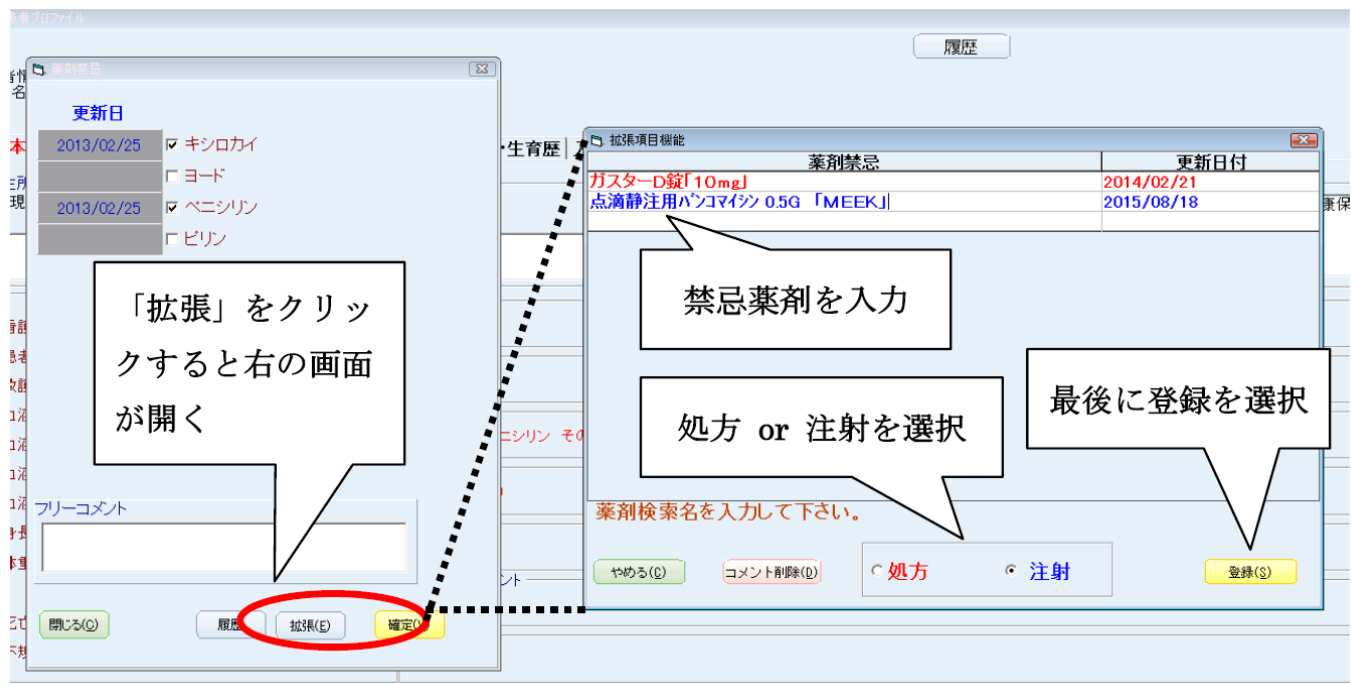 患者プロファイル
履歴
薬剤禁忌
更新日
2013/02/25 キシロカイ
ヨード
2013/02/25 ペニシリン
ピリン
「拡張」をクリッ
クすると右の画面
が開く
フリーコメント
閉じる(C)
拡張(E)
・生育歴
拡張項目機能
薬剤禁忌 更新日付
ガスターD錠「10mg」 2014/02/21
点滴静注用バンコマイシン 0.5G 「MEEK」 2015/08/18
禁忌薬剤を入力
処方 or 注射を選択
最後に登録を選択
薬剤検索名を入力して下さい。
やめる(C) コメント削除(D) 処方 注射 登録(S)